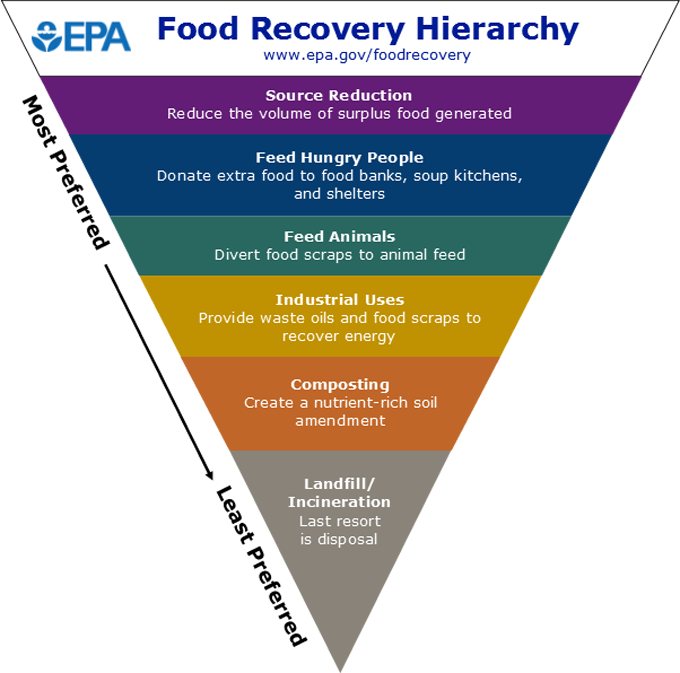 EPA
Food Recovery Hierarchy
www.epa.gov/foodrecovery
Most Preferred
Source Reduction
Reduce the volume of surplus food generated
Feed Hungry People
Donate extra food to food banks, soup kitchens,
and shelters
Feed Animals
Divert food scraps to animal feed
Industrial Uses
Provide waste oils and food scraps to
recover energy
Composting
Create a nutrient-rich soil
amendment
Landfill/
Incineration
Last resort
is disposal
Least Preferred